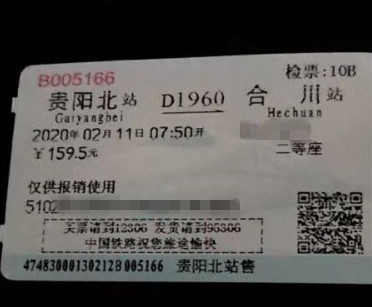 B005166 检票:10B
贵阳北站 D1960 合川站
Guiyangbei Hechuan
2020年02月11日07:50开
￥159.5元 二等座
仅供报销使用
5102
买票请到12306 发货请到95306
中国铁路祝您旅途愉快
47483000130212B005166 贵阳北站售